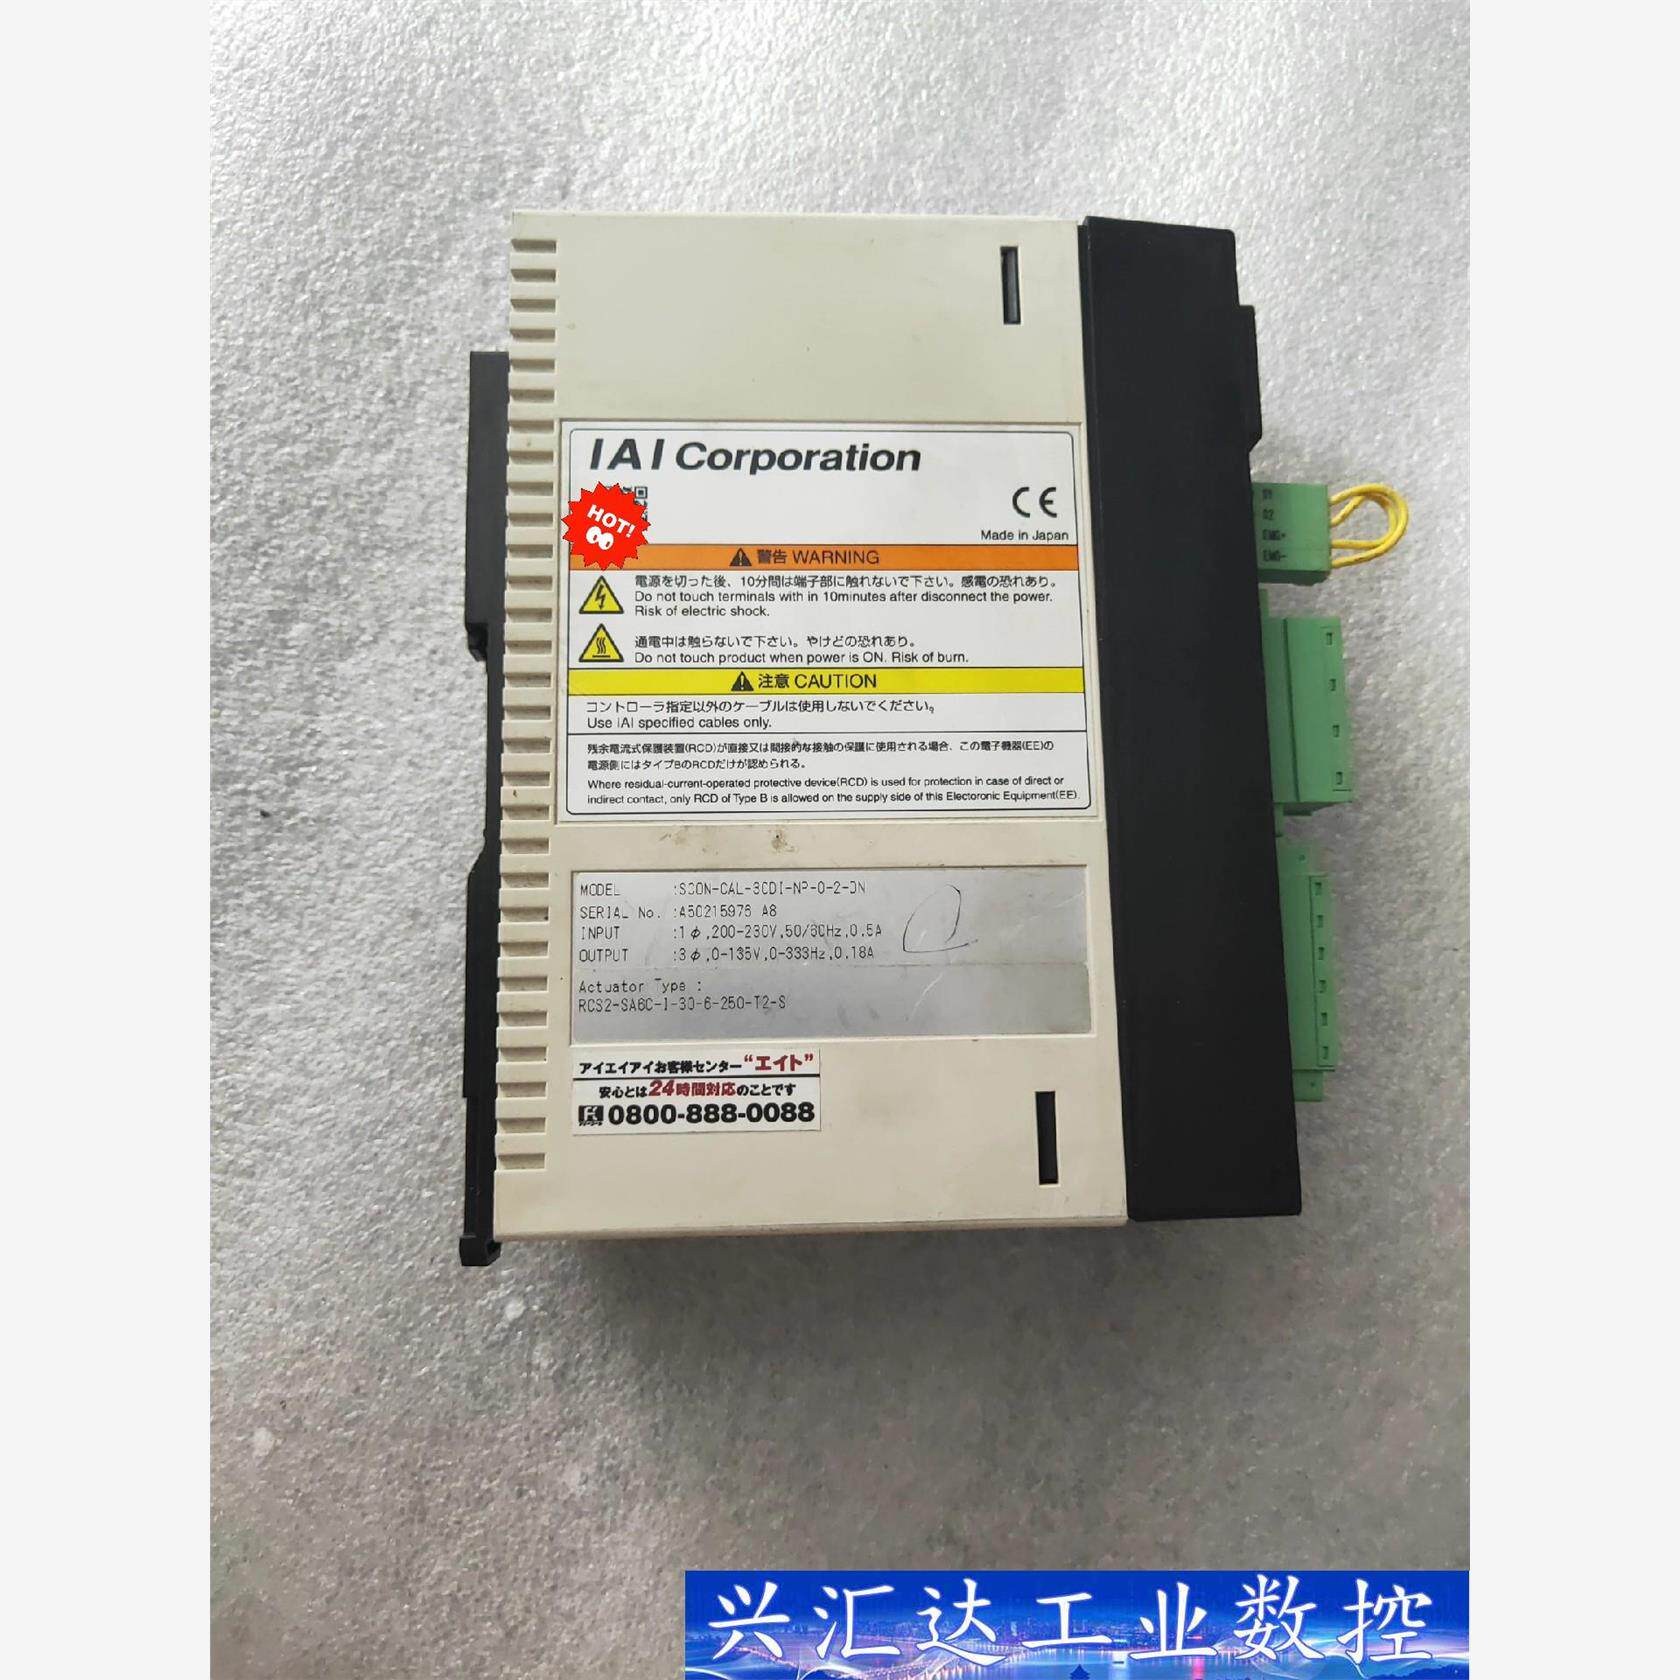 IAI Corporation
HOT!
CE
Made in Japan
警告 WARNING
電源を切った後、10分間は端子部に触れないで下さい。感電の恐れあり。
Do not touch terminals with in 10minutes after disconnect the power.
Risk of electric shock.
通電中は触らないで下さい。やけどの恐れあり。
Do not touch product when power is ON. Risk of burn.
注意 CAUTION
コントローラ指定以外のケーブルは使用しないでください。
Use IAI specified cables only.
残余電流式保護装置(RCD)が直接又は間接的な接触の保護に使用される場合、この電子機器(EE)の
電源側にはタイプBのRCDだけが認められる。
Where residual-current-operated protective device(RCD) is used for protection in case of direct or
indirect contact, only RCD of Type B is allowed on the supply side of this Electoronic Equipment(EE).
MODEL :SCON-CAL-30DI-NP-0-2-DN
SERIAL No. :A50215976 A8
INPUT :1φ,200-230V,50/60Hz,0.5A
OUTPUT :3φ,0-135V,0-333Hz,0.18A
Actuator Type :
RCS2-SA6C-I-30-6-250-T2-S
アイエイアイお客様センター“エイト”
安心とは24時間対応のことです
0800-888-0088
S1
S2
EMG+
EMG-
兴汇达工业数控